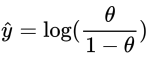 ŷ = log(θ / (1 − θ))